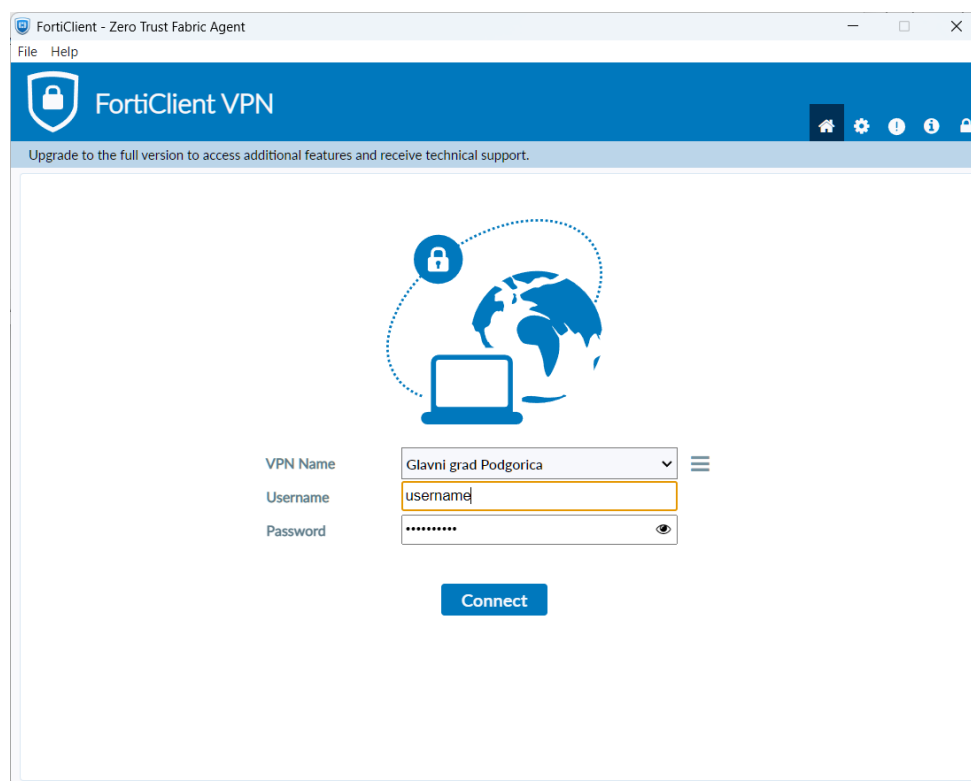 FortiClient - Zero Trust Fabric Agent
File Help
FortiClient VPN
Upgrade to the full version to access additional features and receive technical support.
VPN Name Glavni grad Podgorica
Username username
Password ••••••••••
Connect